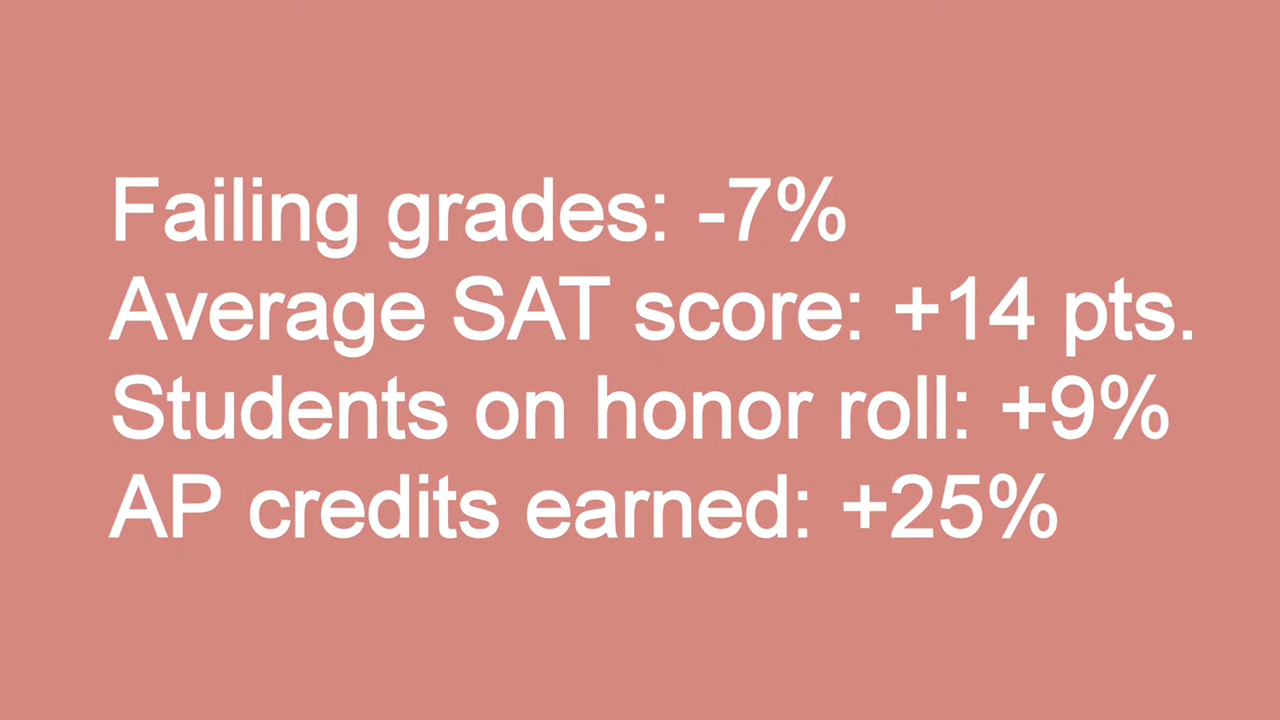 Failing grades: -7%
Average SAT score: +14 pts.
Students on honor roll: +9%
AP credits earned: +25%